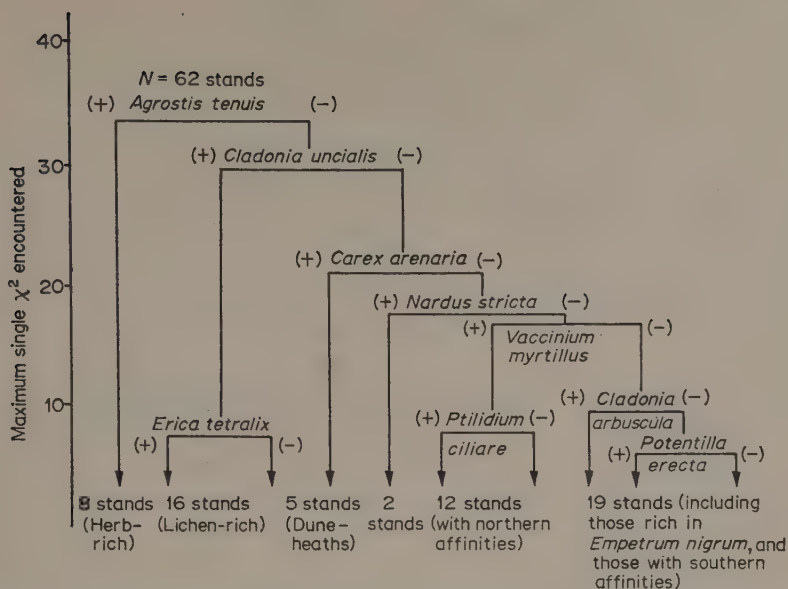 40
N = 62 stands
(+) Agrostis tenuis (−)
(+) Cladonia uncialis (−)
30
(+) Carex arenaria (−)
20
(+) Nardus stricta (−)
(+) Vaccinium (−)
myrtillus
Maximum single χ² encountered
10
Erica tetralix
(+) (−)
(+) Ptilidium (−)
ciliare
(+) Cladonia (−)
arbuscula
Potentilla
(+) erecta (−)
8 stands
(Herb-
rich)
16 stands
(Lichen-rich)
5 stands
(Dune-
heaths)
2
stands
12 stands
(with northern
affinities)
19 stands (including
those rich in
Empetrum nigrum, and
those with southern
affinities)